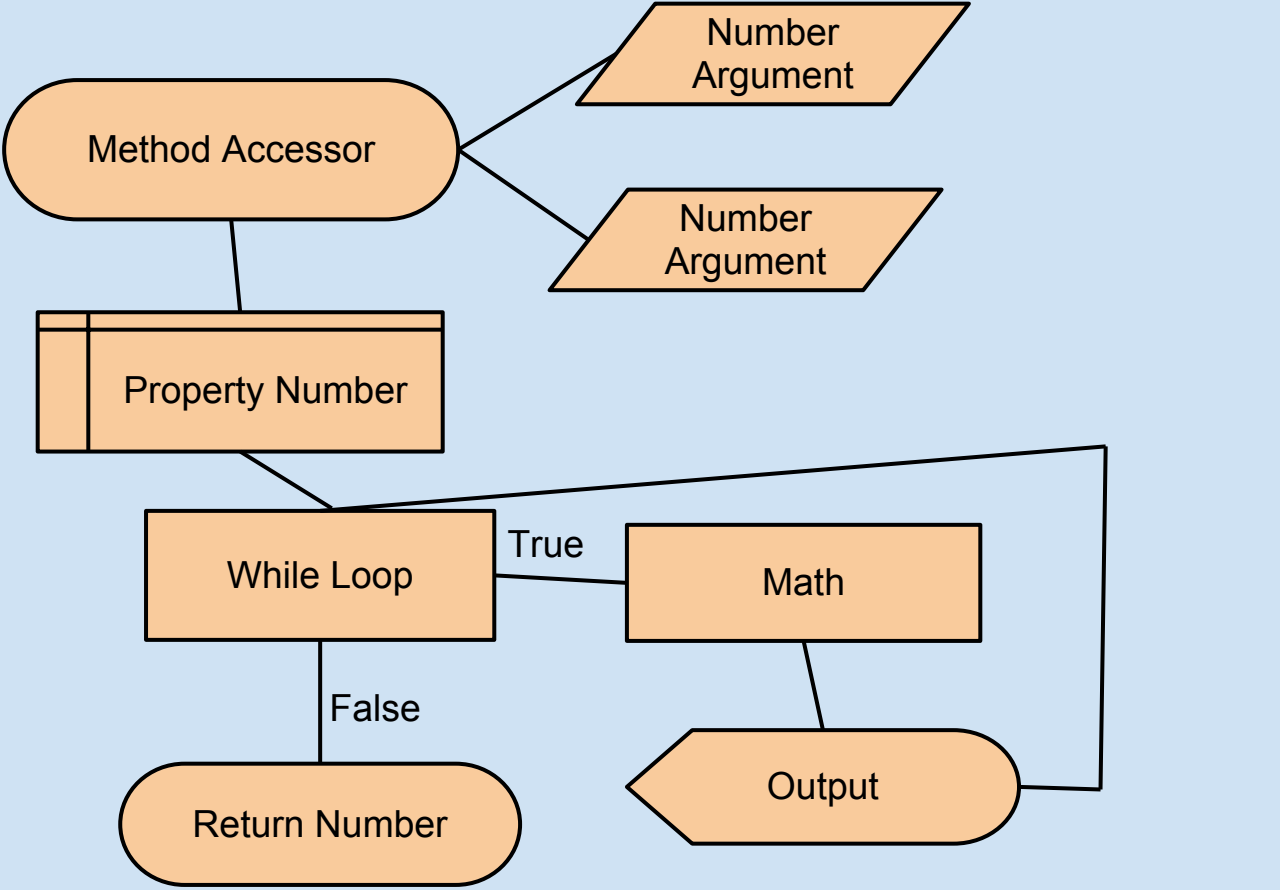 Number
Argument
Method Accessor
Number
Argument
Property Number
True
While Loop
Math
False
Output
Return Number